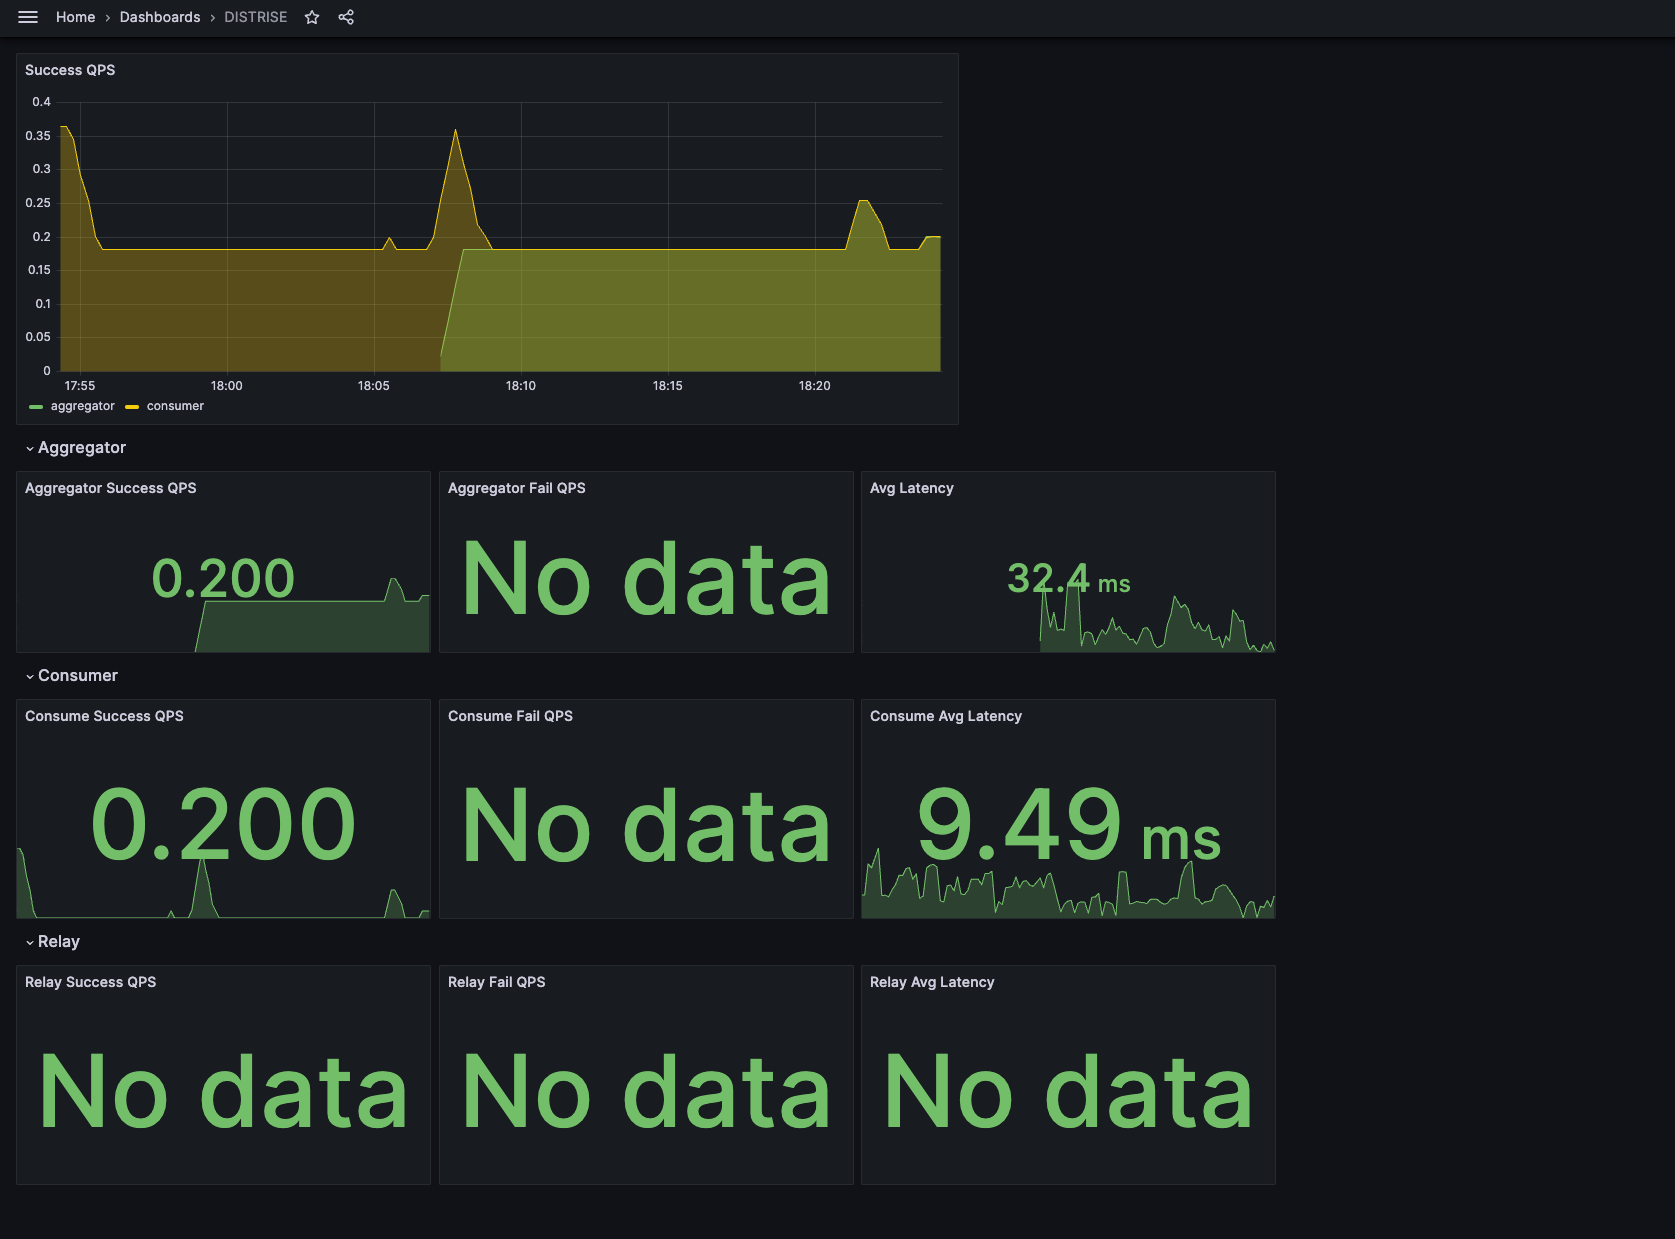 Home › Dashboards › DISTRISE
Success QPS
0.4
0.35
0.3
0.25
0.2
0.15
0.1
0.05
0
17:55 18:00 18:05 18:10 18:15 18:20
aggregator consumer
Aggregator
Aggregator Success QPS
0.200
Aggregator Fail QPS
No data
Avg Latency
32.4 ms
Consumer
Consume Success QPS
0.200
Consume Fail QPS
No data
Consume Avg Latency
9.49 ms
Relay
Relay Success QPS
No data
Relay Fail QPS
No data
Relay Avg Latency
No data